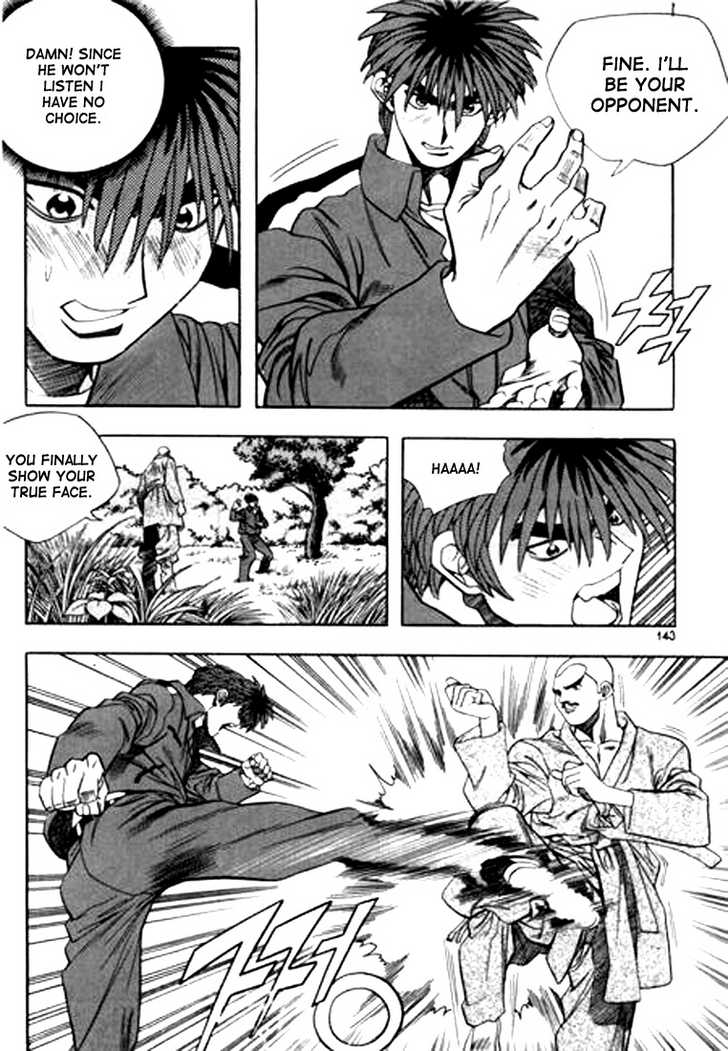 DAMN! SINCE
HE WON'T
LISTEN I
HAVE NO
CHOICE.
FINE. I'LL
BE YOUR
OPPONENT.
YOU FINALLY
SHOW YOUR
TRUE FACE.
HAAAA!
143